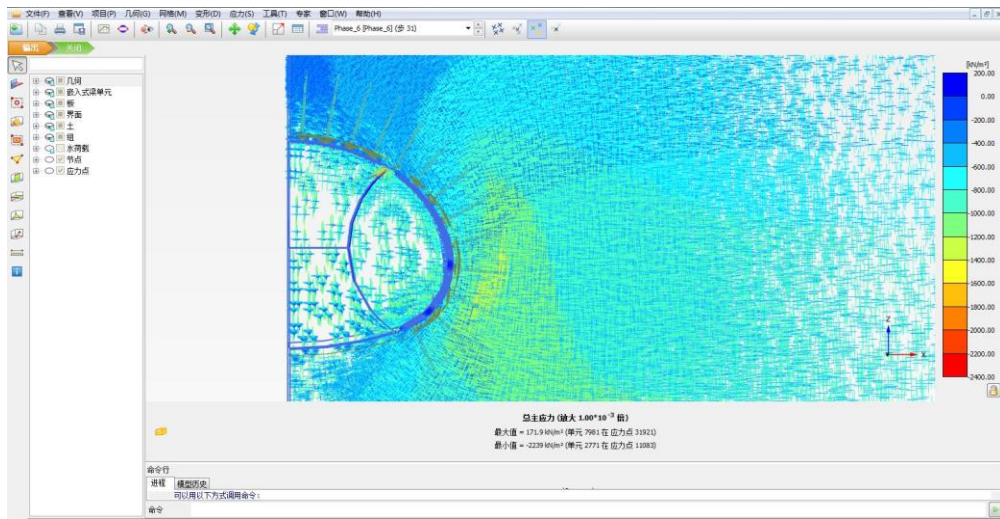 文件(F) 查看(V) 项目(P) 几何(G) 网格(M) 变形(D) 应力(S) 工具(T) 专家 窗口(W) 帮助(H)
Phase_6 [Phase_6] (步 31)
输出 关闭
几何
嵌入式梁单元
板
界面
土
组
水荷载
节点
应力点
[kN/m²]
200.00
0.00
-200.00
-400.00
-600.00
-800.00
-1000.00
-1200.00
-1400.00
-1600.00
-1800.00
-2000.00
-2200.00
-2400.00
Z
X
总主应力 (放大 1.00*10⁻³ 倍)
最大值 = 171.9 kN/m² (单元 7981 在 应力点 31921)
最小值 = -2239 kN/m² (单元 2771 在 应力点 11083)
命令行
进程 模型历史
可以用以下方式调用命令:
命令